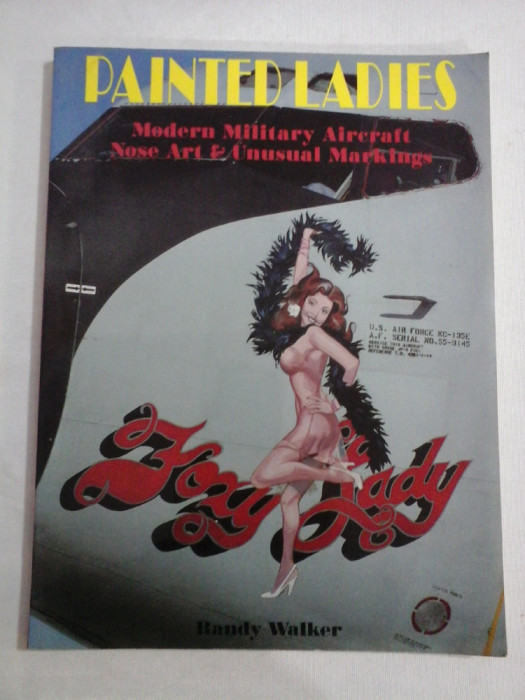 PAINTED LADIES
Modern Military Aircraft
Nose Art & Unusual Markings
U.S. AIR FORCE KC-135E
A.F. SERIAL NO. 55-3145
Foxy Lady
Randy Walker